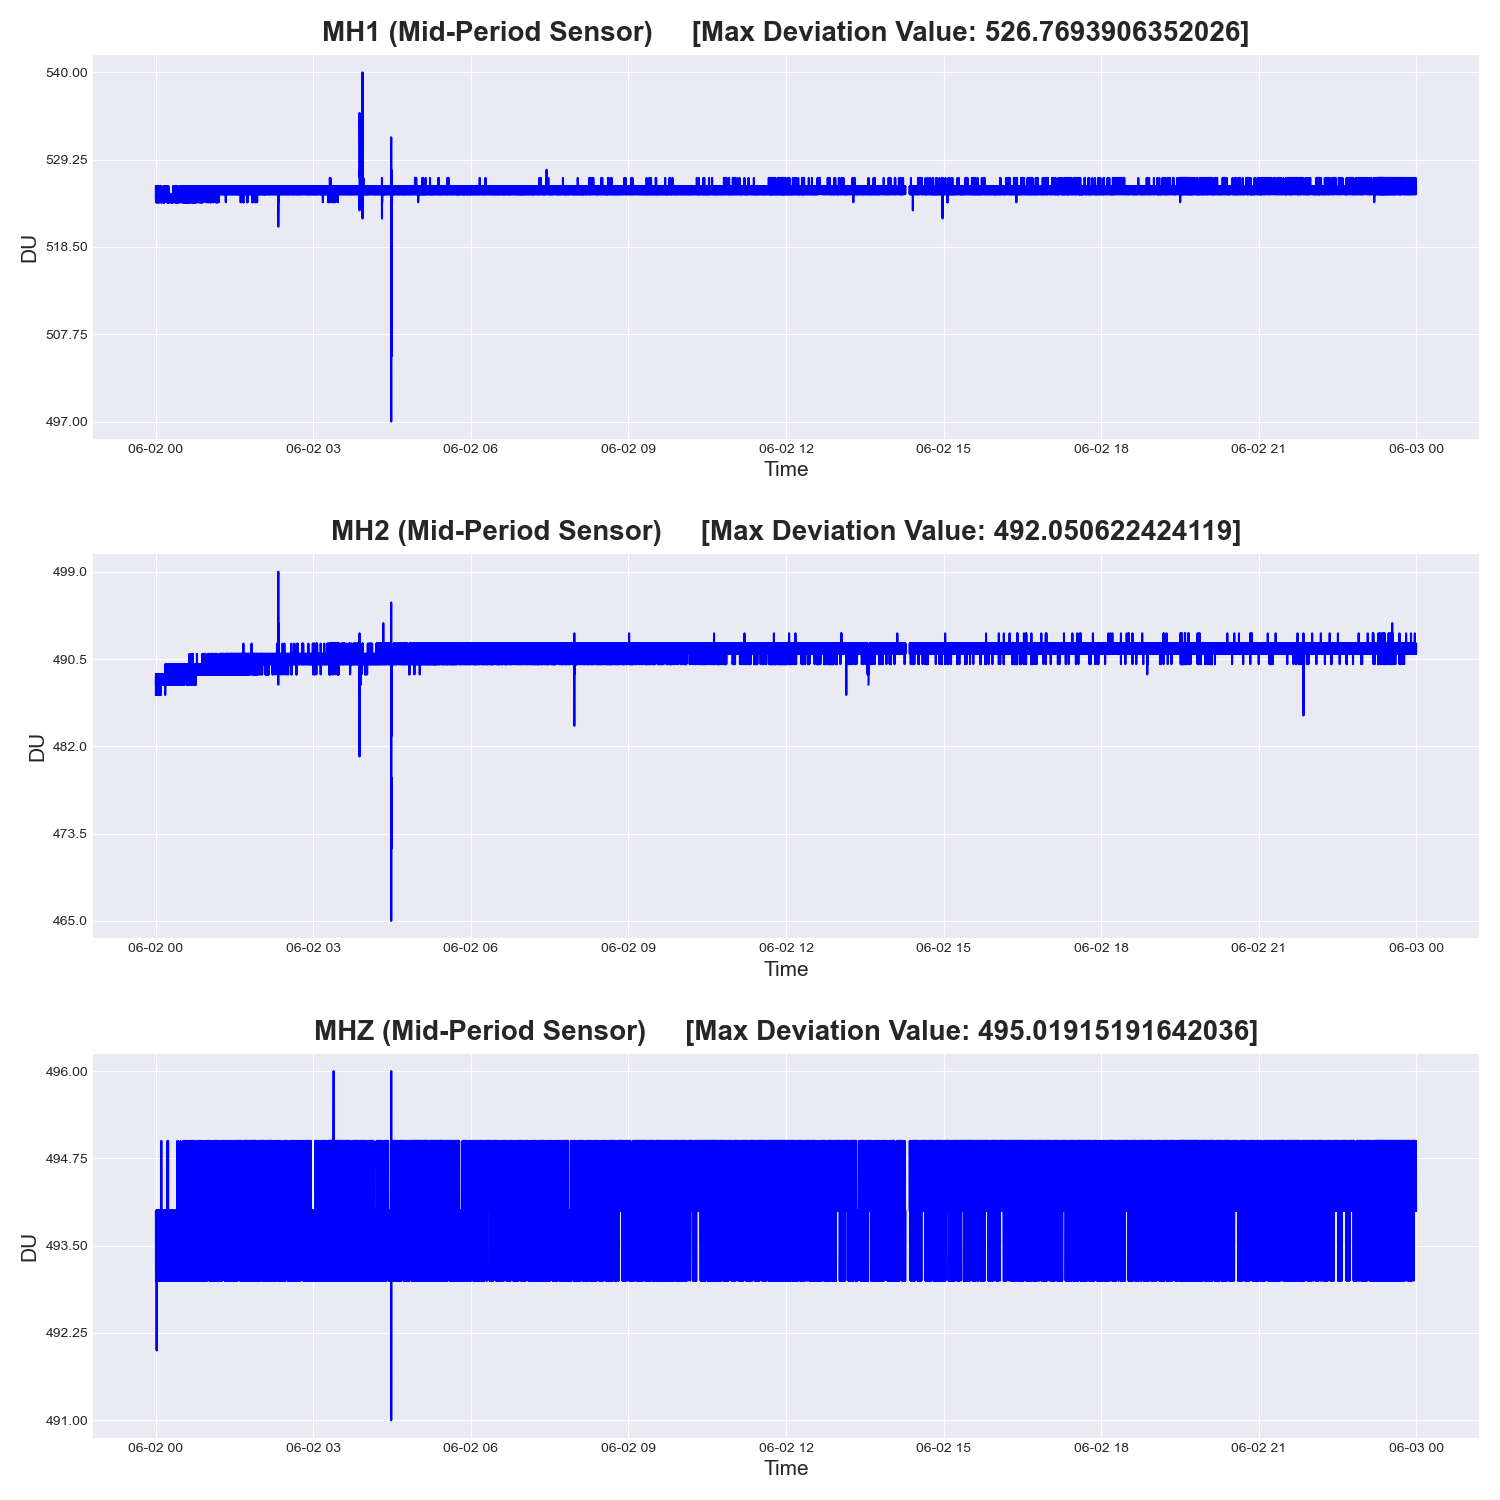 MH1 (Mid-Period Sensor)     [Max Deviation Value: 526.7693906352026]
540.00
529.25
518.50
507.75
497.00
DU
06-02 00 06-02 03 06-02 06 06-02 09 06-02 12 06-02 15 06-02 18 06-02 21 06-03 00
Time
MH2 (Mid-Period Sensor)     [Max Deviation Value: 492.050622424119]
499.0
490.5
482.0
473.5
465.0
DU
06-02 00 06-02 03 06-02 06 06-02 09 06-02 12 06-02 15 06-02 18 06-02 21 06-03 00
Time
MHZ (Mid-Period Sensor)     [Max Deviation Value: 495.01915191642036]
496.00
494.75
493.50
492.25
491.00
DU
06-02 00 06-02 03 06-02 06 06-02 09 06-02 12 06-02 15 06-02 18 06-02 21 06-03 00
Time